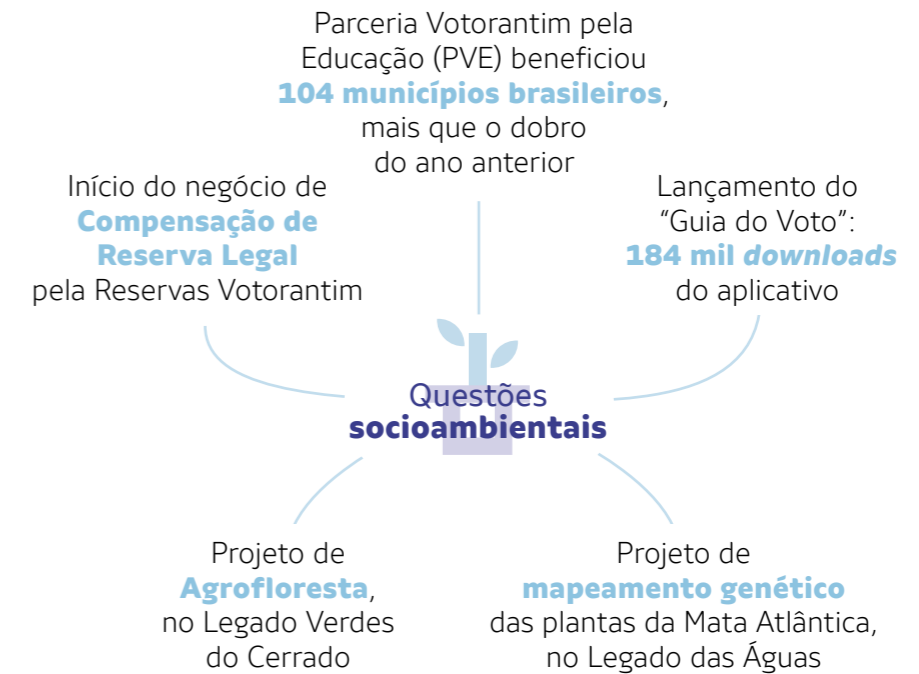 Parceria Votorantim pela
Educação (PVE) beneficiou
104 municípios brasileiros,
mais que o dobro
do ano anterior
Início do negócio de
Compensação de
Reserva Legal
pela Reservas Votorantim
Lançamento do
“Guia do Voto”:
184 mil downloads
do aplicativo
Questões
socioambientais
Projeto de
Agrofloresta,
no Legado Verdes
do Cerrado
Projeto de
mapeamento genético
das plantas da Mata Atlântica,
no Legado das Águas